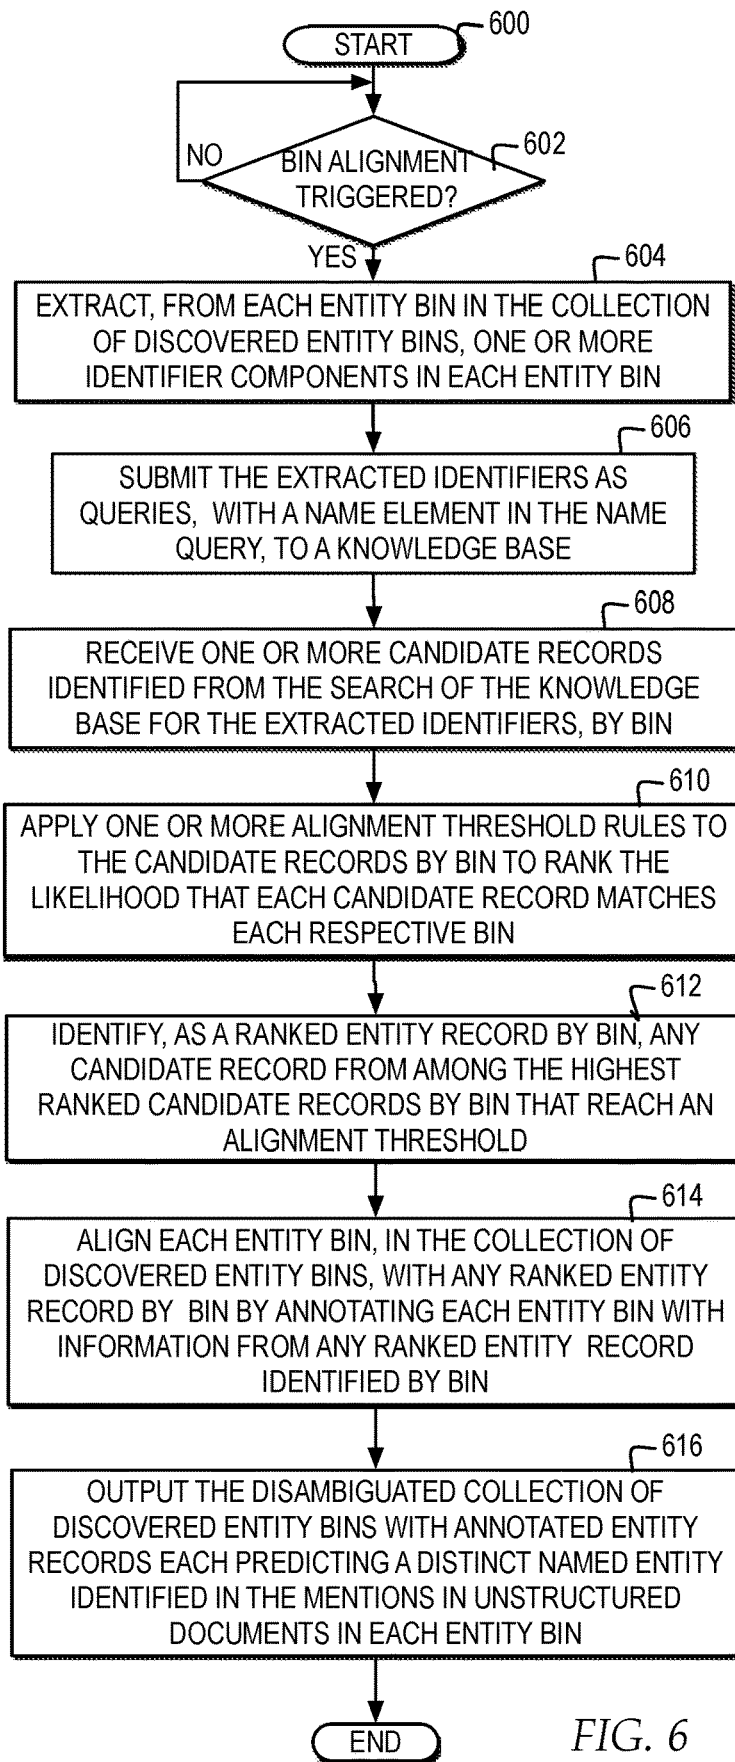 START
600
BIN ALIGNMENT
TRIGGERED?
602
NO
YES
604
EXTRACT, FROM EACH ENTITY BIN IN THE COLLECTION
OF DISCOVERED ENTITY BINS, ONE OR MORE
IDENTIFIER COMPONENTS IN EACH ENTITY BIN
606
SUBMIT THE EXTRACTED IDENTIFIERS AS
QUERIES, WITH A NAME ELEMENT IN THE NAME
QUERY, TO A KNOWLEDGE BASE
608
RECEIVE ONE OR MORE CANDIDATE RECORDS
IDENTIFIED FROM THE SEARCH OF THE KNOWLEDGE
BASE FOR THE EXTRACTED IDENTIFIERS, BY BIN
610
APPLY ONE OR MORE ALIGNMENT THRESHOLD RULES TO
THE CANDIDATE RECORDS BY BIN TO RANK THE
LIKELIHOOD THAT EACH CANDIDATE RECORD MATCHES
EACH RESPECTIVE BIN
612
IDENTIFY, AS A RANKED ENTITY RECORD BY BIN, ANY
CANDIDATE RECORD FROM AMONG THE HIGHEST
RANKED CANDIDATE RECORDS BY BIN THAT REACH AN
ALIGNMENT THRESHOLD
614
ALIGN EACH ENTITY BIN, IN THE COLLECTION OF
DISCOVERED ENTITY BINS, WITH ANY RANKED ENTITY
RECORD BY BIN BY ANNOTATING EACH ENTITY BIN WITH
INFORMATION FROM ANY RANKED ENTITY RECORD
IDENTIFIED BY BIN
616
OUTPUT THE DISAMBIGUATED COLLECTION OF
DISCOVERED ENTITY BINS WITH ANNOTATED ENTITY
RECORDS EACH PREDICTING A DISTINCT NAMED ENTITY
IDENTIFIED IN THE MENTIONS IN UNSTRUCTURED
DOCUMENTS IN EACH ENTITY BIN
END
FIG. 6